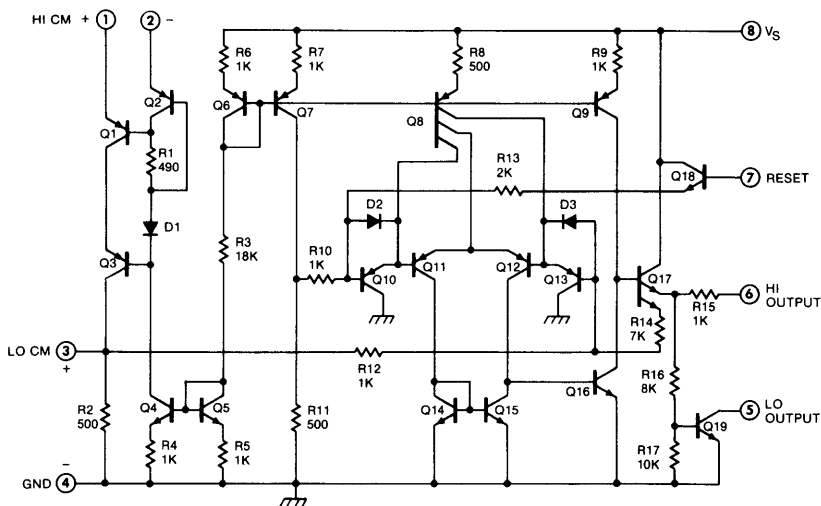 HI CM + 1 2 -
8 VS
R6 1K
R7 1K
R8 500
R9 1K
Q1
Q2
Q6
Q7
Q8
Q9
R1 490
R13 2K
Q18
7 RESET
D1
D2
D3
Q3
R3 18K
R10 1K
Q10
Q11
Q12
Q13
Q17
R14 7K
R15 1K
6 HI OUTPUT
LO CM 3 +
R12 1K
R16 8K
R2 500
Q4
Q5
R11 500
Q14
Q15
Q16
Q19
5 LO OUTPUT
R4 1K
R5 1K
R17 10K
-
GND 4